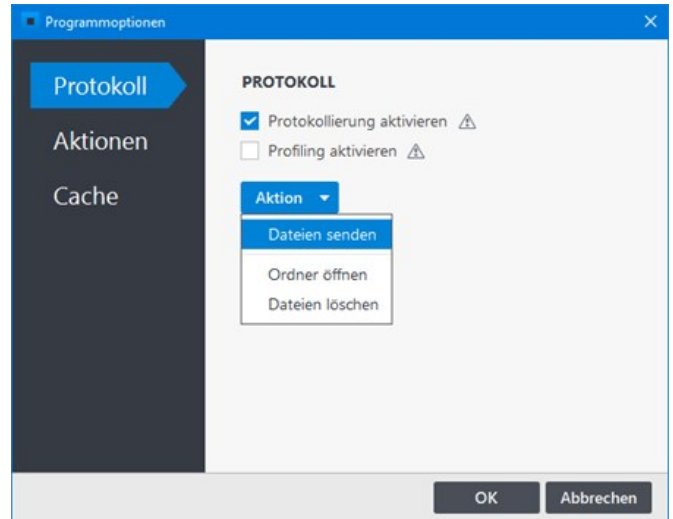 Programmoptionen
Protokoll
Aktionen
Cache
PROTOKOLL
Protokollierung aktivieren
Profiling aktivieren
Aktion
Dateien senden
Ordner öffnen
Dateien löschen
OK
Abbrechen